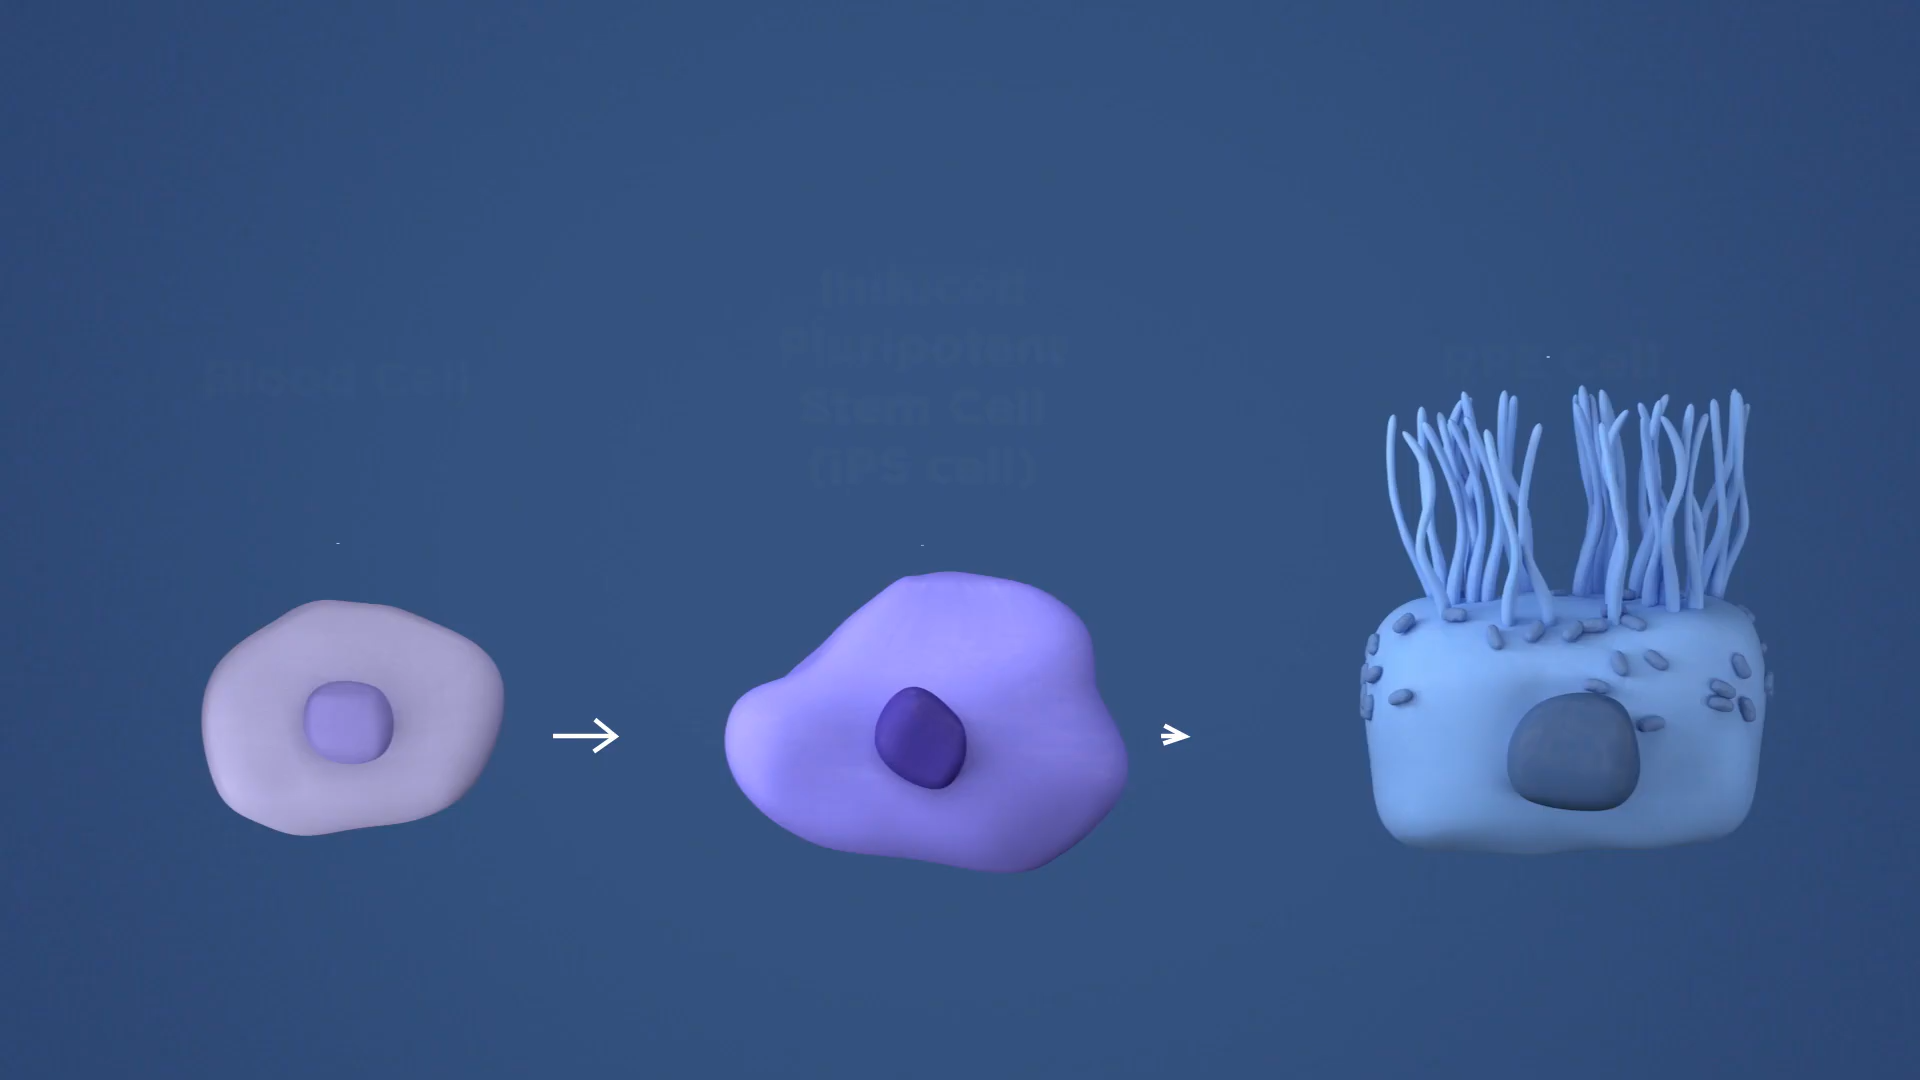 Blood Cell
Induced
Pluripotent
Stem Cell
(iPS cell)
RPE Cell